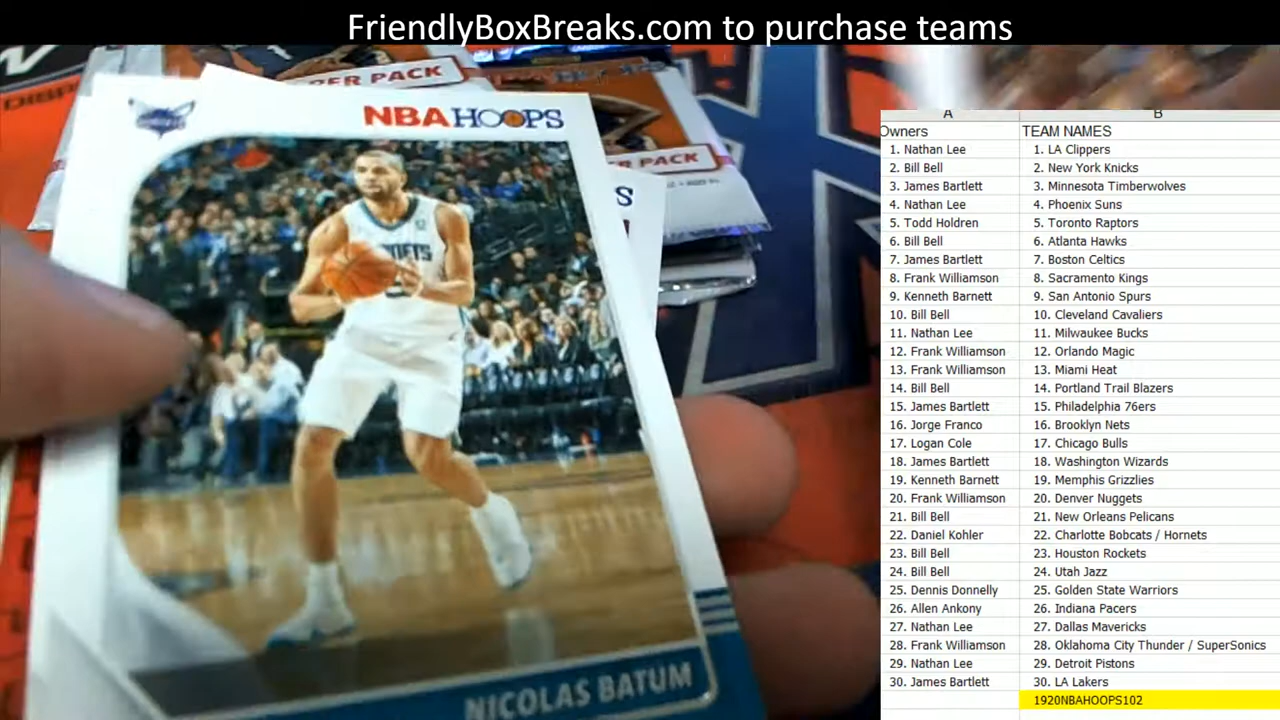 FriendlyBoxBreaks.com to purchase teams
PER PACK
NBA HOOPS
PER PACK
S
NICOLAS BATUM
A B
Owners TEAM NAMES
1. Nathan Lee 1. LA Clippers
2. Bill Bell 2. New York Knicks
3. James Bartlett 3. Minnesota Timberwolves
4. Nathan Lee 4. Phoenix Suns
5. Todd Holdren 5. Toronto Raptors
6. Bill Bell 6. Atlanta Hawks
7. James Bartlett 7. Boston Celtics
8. Frank Williamson 8. Sacramento Kings
9. Kenneth Barnett 9. San Antonio Spurs
10. Bill Bell 10. Cleveland Cavaliers
11. Nathan Lee 11. Milwaukee Bucks
12. Frank Williamson 12. Orlando Magic
13. Frank Williamson 13. Miami Heat
14. Bill Bell 14. Portland Trail Blazers
15. James Bartlett 15. Philadelphia 76ers
16. Jorge Franco 16. Brooklyn Nets
17. Logan Cole 17. Chicago Bulls
18. James Bartlett 18. Washington Wizards
19. Kenneth Barnett 19. Memphis Grizzlies
20. Frank Williamson 20. Denver Nuggets
21. Bill Bell 21. New Orleans Pelicans
22. Daniel Kohler 22. Charlotte Bobcats / Hornets
23. Bill Bell 23. Houston Rockets
24. Bill Bell 24. Utah Jazz
25. Dennis Donnelly 25. Golden State Warriors
26. Allen Ankony 26. Indiana Pacers
27. Nathan Lee 27. Dallas Mavericks
28. Frank Williamson 28. Oklahoma City Thunder / SuperSonics
29. Nathan Lee 29. Detroit Pistons
30. James Bartlett 30. LA Lakers
1920NBAHOOPS102